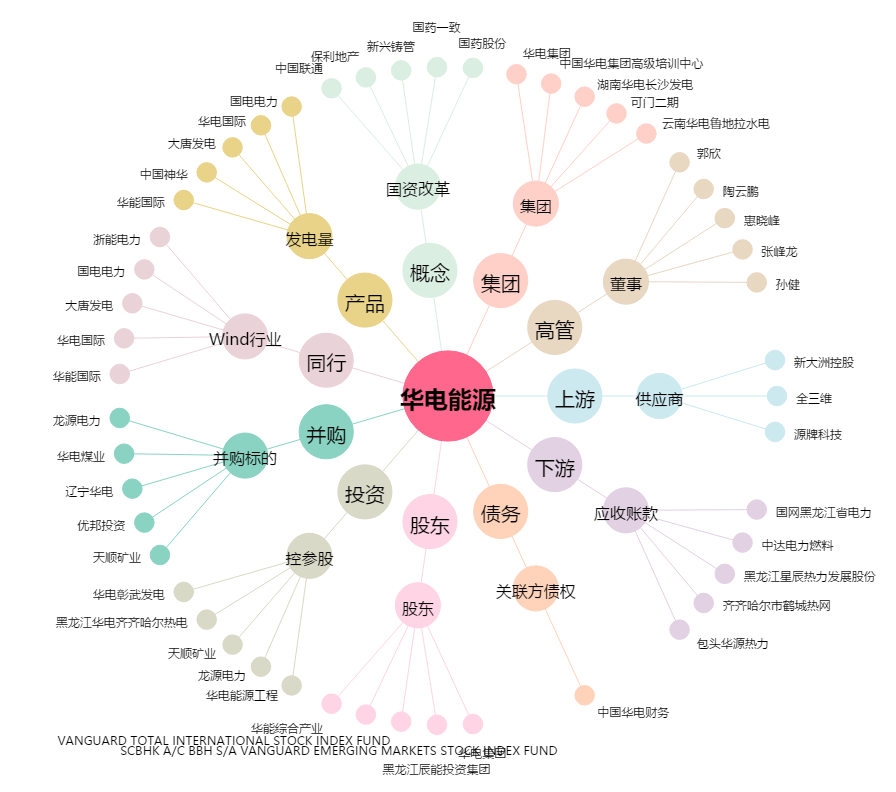 国药一致
国药股份
新兴铸管
保利地产
中国联通
华电集团
中国华电集团高级培训中心
湖南华电长沙发电
可门二期
云南华电鲁地拉水电
国电电力
华电国际
大唐发电
中国神华
华能国际
发电量
产品
国资改革
概念
集团
集团
郭欣
陶云鹏
惠晓峰
张峰龙
孙健
董事
高管
浙能电力
国电电力
大唐发电
华电国际
华能国际
Wind行业
同行
华电能源
上游
供应商
新大洲控股
全三维
源牌科技
龙源电力
华电煤业
辽宁华电
优邦投资
天顺矿业
并购标的
并购
下游
应收账款
国网黑龙江省电力
中达电力燃料
黑龙江星辰热力发展股份
齐齐哈尔市鹤城热网
包头华源热力
投资
控参股
华电彰武发电
黑龙江华电齐齐哈尔热电
天顺矿业
龙源电力
华电能源工程
股东
股东
债务
关联方债权
中国华电财务
华能综合产业
VANGUARD TOTAL INTERNATIONAL STOCK INDEX FUND
SCBHK A/C BBH S/A VANGUARD EMERGING MARKETS STOCK INDEX FUND
华电集团
黑龙江辰能投资集团